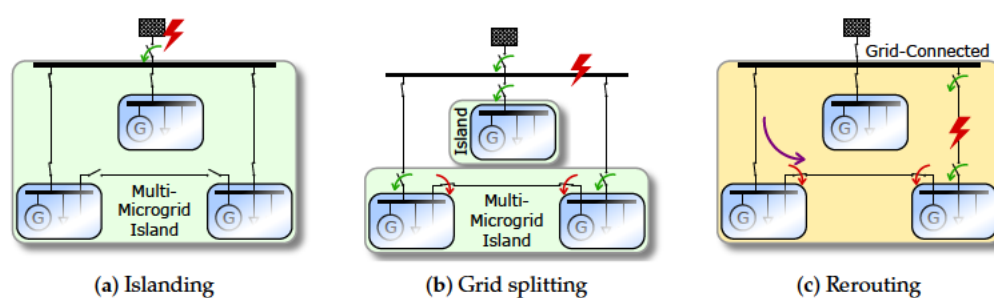 G
G
Multi-
Microgrid
Island
G
(a) Islanding
Island
G
G
Multi-
Microgrid
Island
G
(b) Grid splitting
Grid-Connected
G
G
G
(c) Rerouting